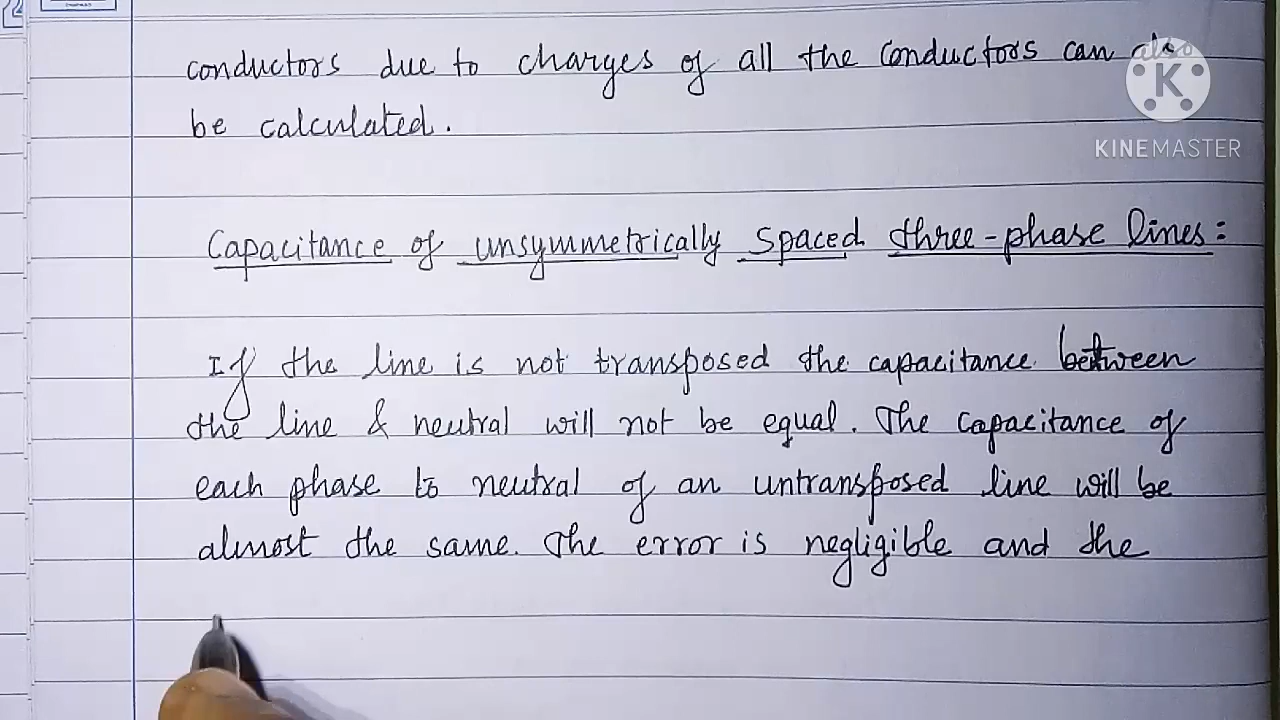 conductors due to charges of all the conductors can also
be calculated.
K
KINEMASTER
Capacitance of unsymmetrically spaced three-phase lines:
If the line is not transposed the capacitance between
the line & neutral will not be equal. The capacitance of
each phase to neutral of an untransposed line will be
almost the same. The error is negligible and the